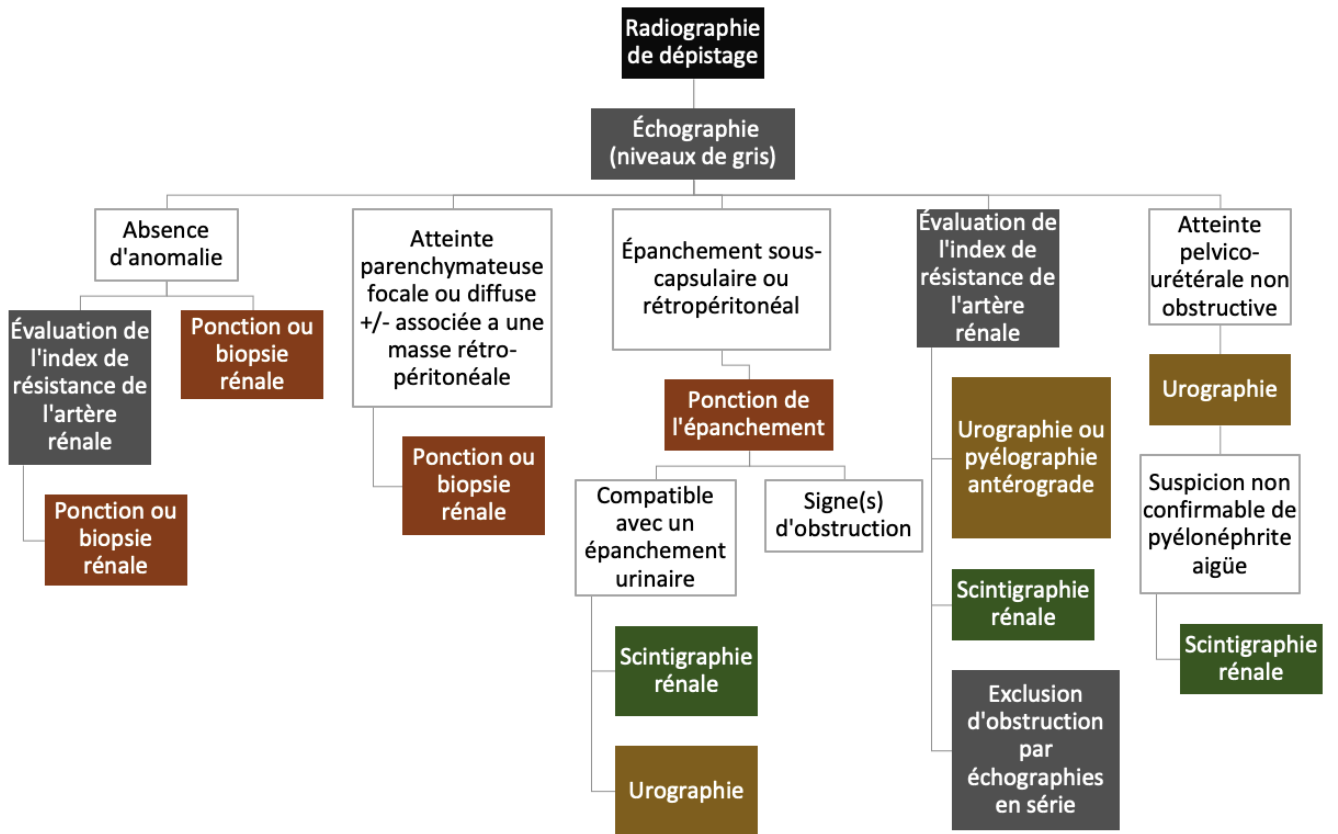 Radiographie
de dépistage
Échographie
(niveaux de gris)
Absence
d'anomalie
Évaluation de
l'index de
résistance de
l'artère
rénale
Ponction ou
biopsie
rénale
Ponction ou
biopsie
rénale
Atteinte
parenchymateuse
focale ou diffuse
+/- associée a une
masse rétro-
péritonéale
Ponction ou
biopsie
rénale
Épanchement sous-
capsulaire ou
rétropéritonéal
Ponction de
l'épanchement
Compatible
avec un
épanchement
urinaire
Signe(s)
d'obstruction
Scintigraphie
rénale
Urographie
Évaluation de
l'index de
résistance de
l'artère
rénale
Urographie ou
pyélographie
antérograde
Scintigraphie
rénale
Exclusion
d'obstruction
par
échographies
en série
Atteinte
pelvico-
urétérale non
obstructive
Urographie
Suspicion non
confirmable de
pyélonéphrite
aigüe
Scintigraphie
rénale